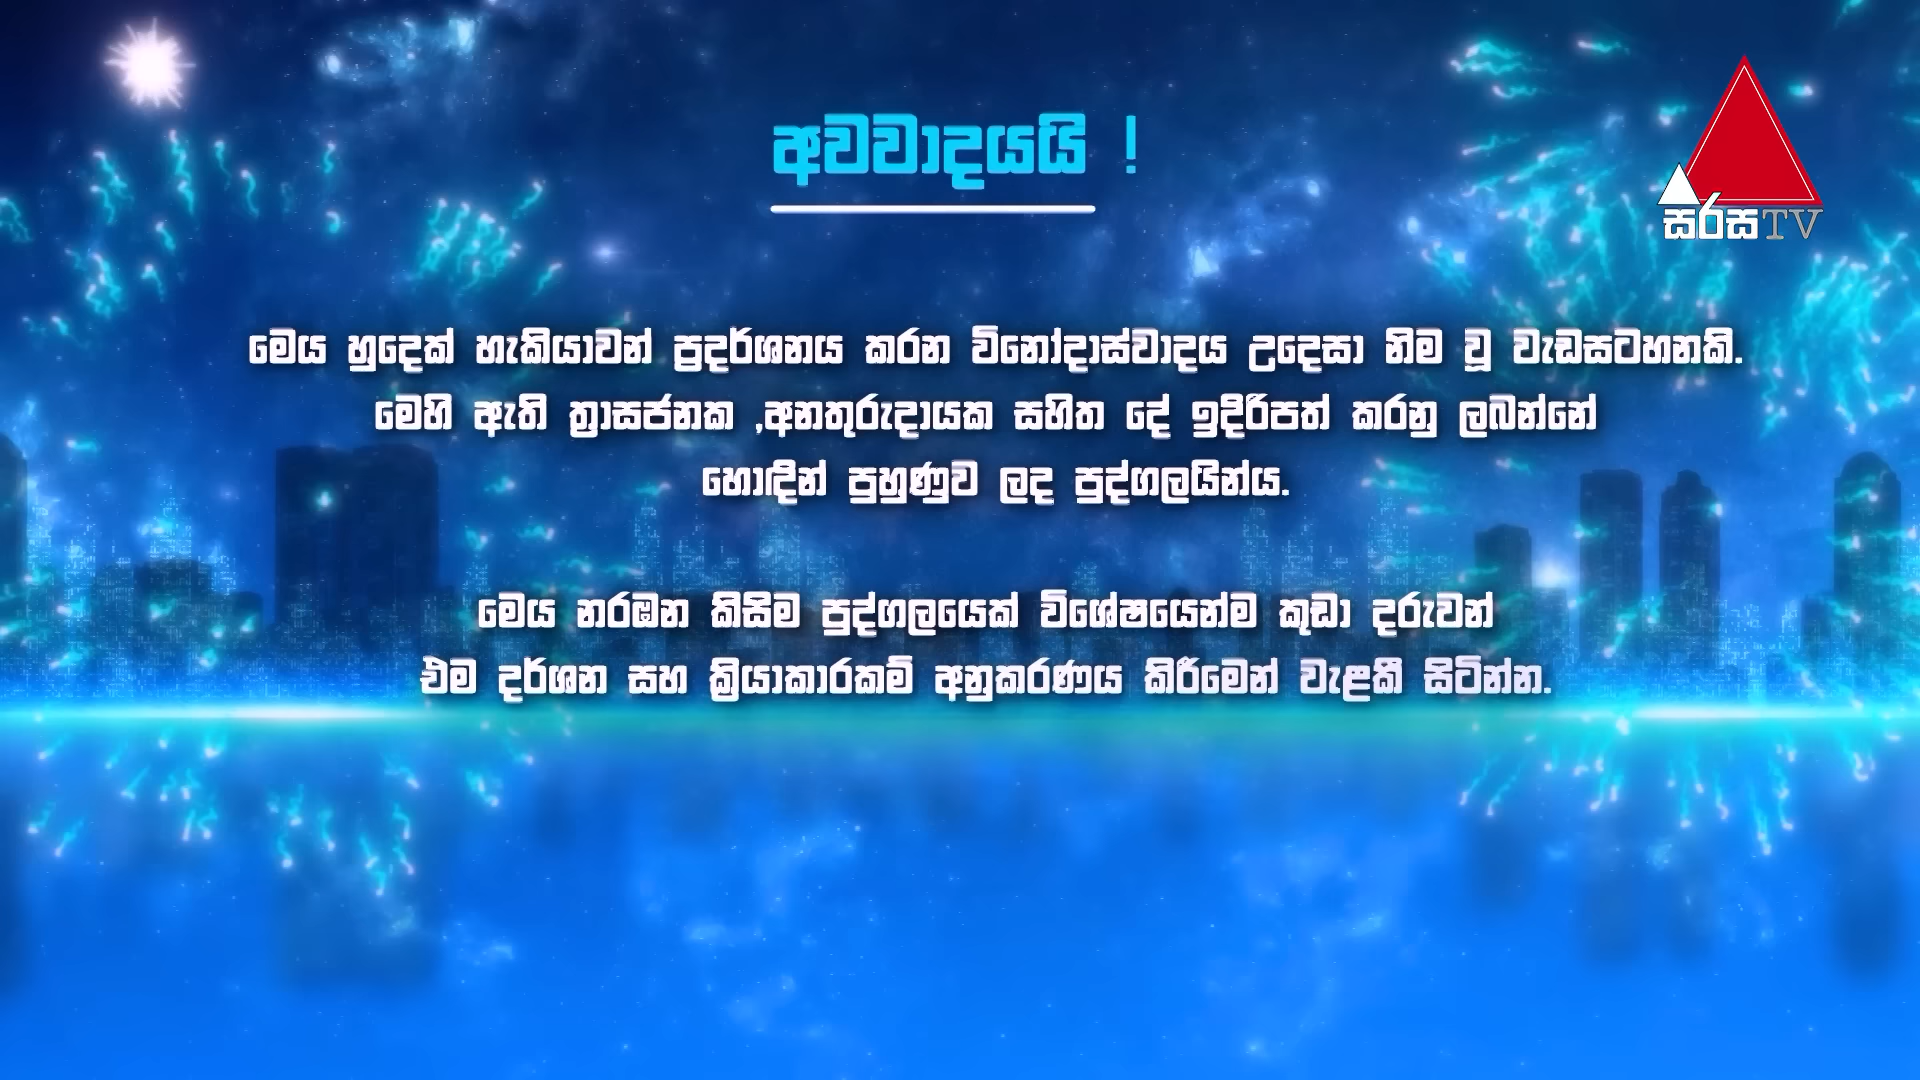 අවවාදයයි !
සිරස TV
මෙය හුදෙක් හැකියාවන් ප්‍රදර්ශනය කරන විනෝදාස්වාදය උදෙසා නිම වූ වැඩසටහනකි.
මෙහි ඇති ත්‍රාසජනක ,අනතුරුදායක සහිත දේ ඉදිරිපත් කරනු ලබන්නේ
හොඳින් පුහුණුව ලද පුද්ගලයින්ය.
මෙය නරඹන කිසිම පුද්ගලයෙක් විශේෂයෙන්ම කුඩා දරුවන්
එම දර්ශන සහ ක්‍රියාකාරකම් අනුකරණය කිරීමෙන් වැළකී සිටින්න.